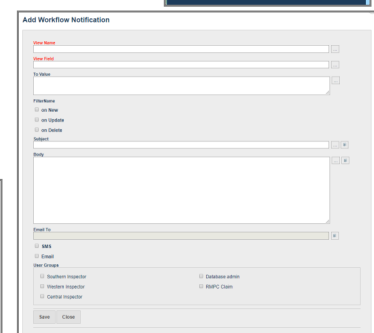 Add Workflow Notification
View Name
View Field
To Value
FilterName
on New
on Update
on Delete
Subject
Body
Email To
SMS
Email
User Groups
Southern Inspector
Database admin
Western Inspector
RMPC Claim
Central Inspector
Save Close